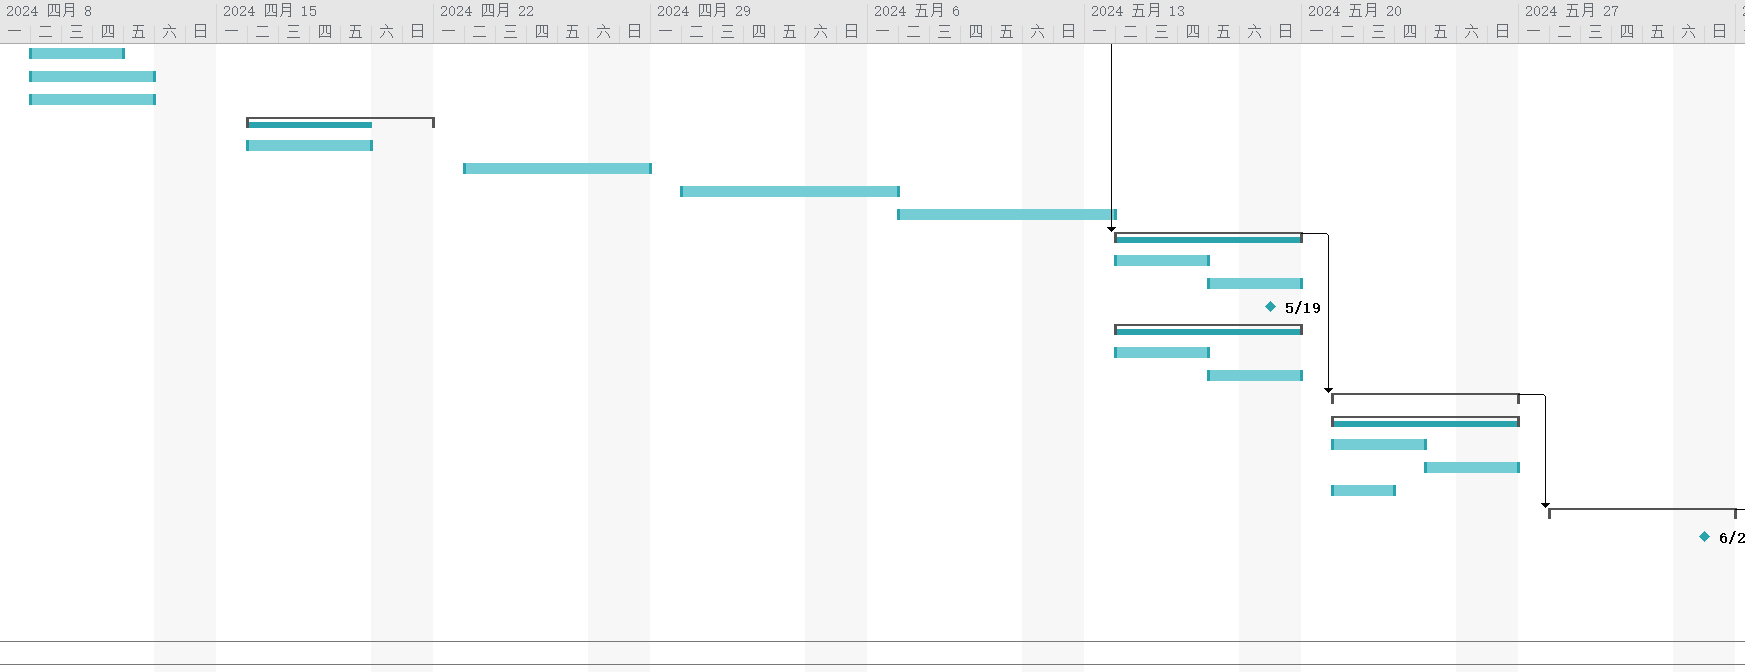 2024 四月 8 2024 四月 15 2024 四月 22 2024 四月 29 2024 五月 6 2024 五月 13 2024 五月 20 2024 五月 27 2
一 二 三 四 五 六 日 一 二 三 四 五 六 日 一 二 三 四 五 六 日 一 二 三 四 五 六 日 一 二 三 四 五 六 日 一 二 三 四 五 六 日 一 二 三 四 五 六 日 一 二 三 四 五 六 日
5/19
6/2